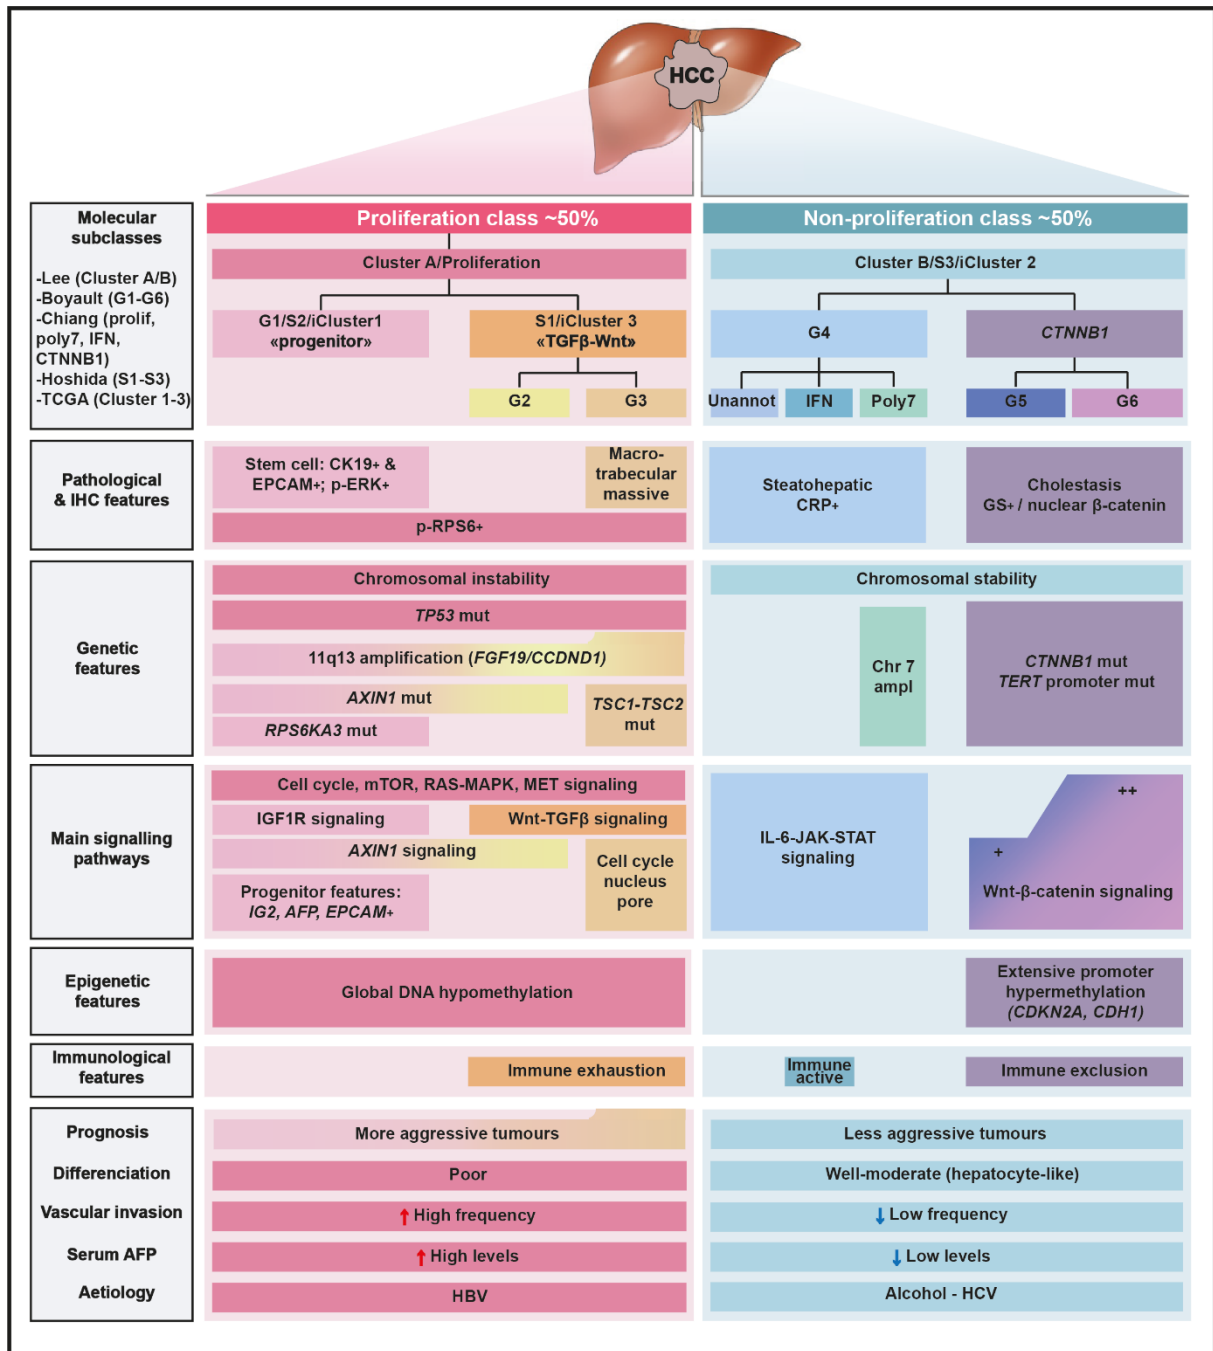 HCC
Molecular
subclasses
-Lee (Cluster A/B)
-Boyault (G1-G6)
-Chiang (prolif,
poly7, IFN,
CTNNB1)
-Hoshida (S1-S3)
-TCGA (Cluster 1-3)
Proliferation class ~50%
Cluster A/Proliferation
G1/S2/iCluster1
«progenitor»
S1/iCluster 3
«TGFβ-Wnt»
G2
G3
Non-proliferation class ~50%
Cluster B/S3/iCluster 2
G4
CTNNB1
Unannot
IFN
Poly7
G5
G6
Pathological
& IHC features
Stem cell: CK19+ &
EPCAM+; p-ERK+
Macro-
trabecular
massive
p-RPS6+
Steatohepatic
CRP+
Cholestasis
GS+ / nuclear β-catenin
Genetic
features
Chromosomal instability
TP53 mut
11q13 amplification (FGF19/CCDND1)
AXIN1 mut
TSC1-TSC2
mut
RPS6KA3 mut
Chromosomal stability
Chr 7
ampl
CTNNB1 mut
TERT promoter mut
Main signalling
pathways
Cell cycle, mTOR, RAS-MAPK, MET signaling
IGF1R signaling
Wnt-TGFβ signaling
AXIN1 signaling
Cell cycle
nucleus
pore
Progenitor features:
IG2, AFP, EPCAM+
IL-6-JAK-STAT
signaling
++
+
Wnt-β-catenin signaling
Epigenetic
features
Global DNA hypomethylation
Extensive promoter
hypermethylation
(CDKN2A, CDH1)
Immunological
features
Immune exhaustion
Immune
active
Immune exclusion
Prognosis
More aggressive tumours
Less aggressive tumours
Differenciation
Poor
Well-moderate (hepatocyte-like)
Vascular invasion
↑ High frequency
↓ Low frequency
Serum AFP
↑ High levels
↓ Low levels
Aetiology
HBV
Alcohol - HCV